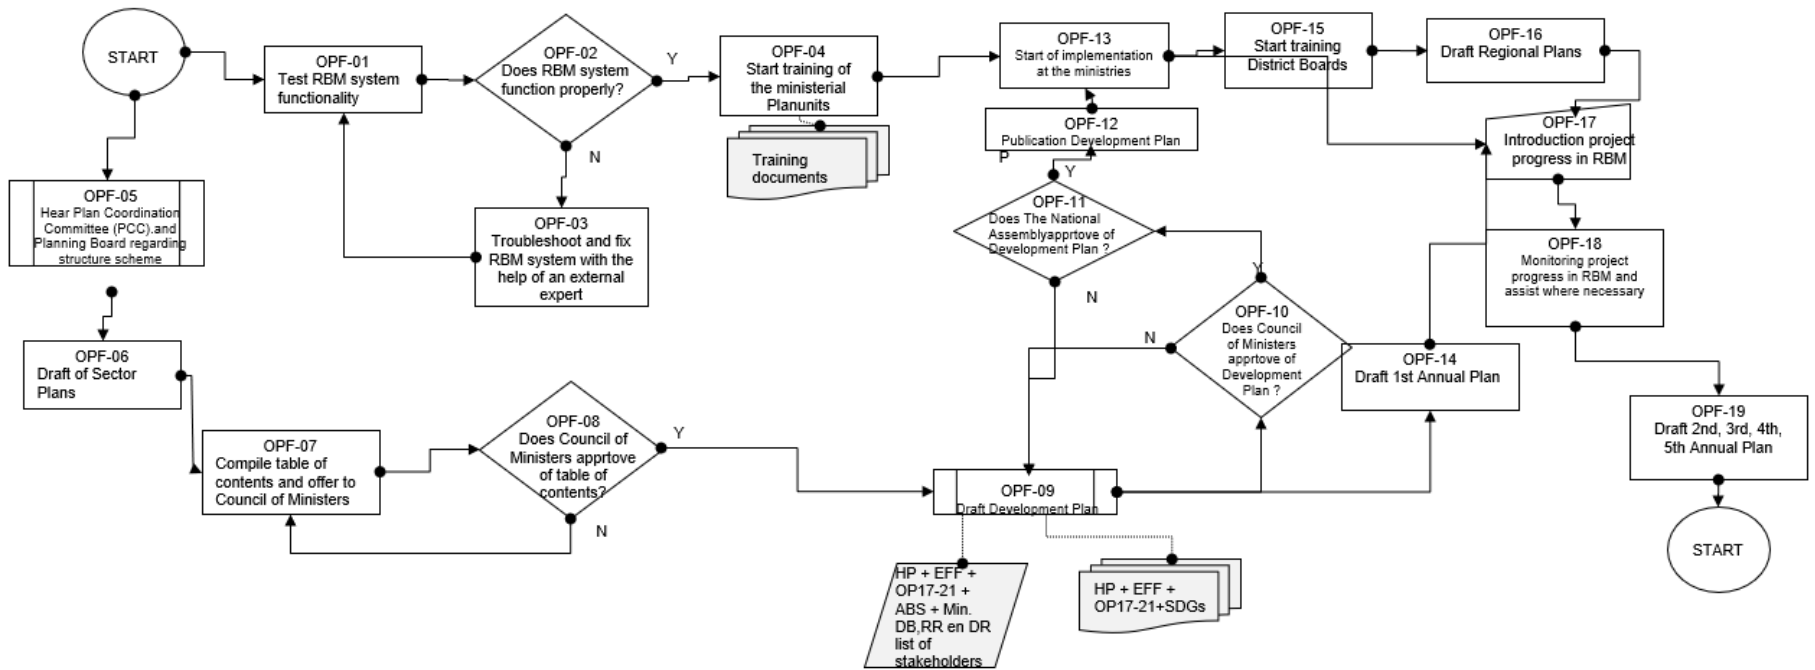 START
OPF-01
Test RBM system
functionality
OPF-02
Does RBM system
function properly?
Y
N
OPF-03
Troubleshoot and fix
RBM system with the
help of an external
expert
OPF-04
Start training of
the ministerial
Planunits
Training
documents
OPF-13
Start of implementation
at the ministries
OPF-15
Start training
District Boards
OPF-16
Draft Regional Plans
OPF-12
Publication Development Plan
P
Y
OPF-11
Does The National
Assemblyapprtove of
Development Plan ?
N
OPF-17
Introduction project
progress in RBM
OPF-18
Monitoring project
progress in RBM and
assist where necessary
OPF-05
Hear Plan Coordination
Committee (PCC).and
Planning Board regarding
structure scheme
OPF-06
Draft of Sector
Plans
OPF-07
Compile table of
contents and offer to
Council of Ministers
OPF-08
Does Council of
Ministers apprtove
of table of
contents?
Y
N
OPF-09
Draft Development Plan
Y
N
OPF-10
Does Council
of Ministers
apprtove of
Development
Plan ?
OPF-14
Draft 1st Annual Plan
OPF-19
Draft 2nd, 3rd, 4th,
5th Annual Plan
START
HP + EFF +
OP17-21 +
ABS + Min.
DB,RR en DR
list of
stakeholders
HP + EFF +
OP17-21+SDGs